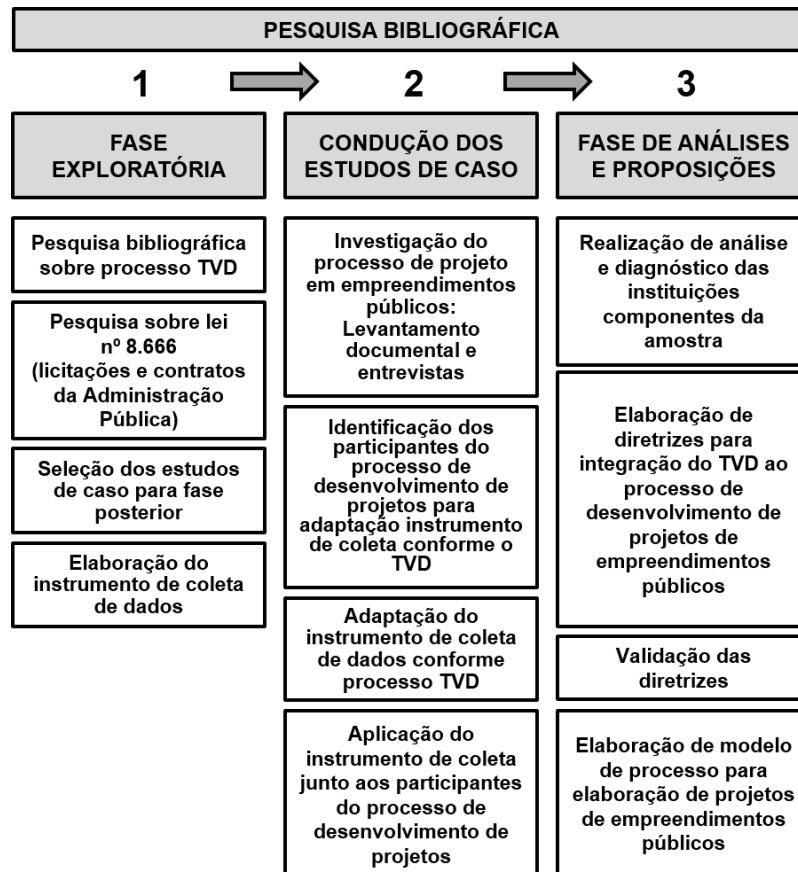 PESQUISA BIBLIOGRÁFICA
1
2
3
FASE
EXPLORATÓRIA
CONDUÇÃO DOS
ESTUDOS DE CASO
FASE DE ANÁLISES
E PROPOSIÇÕES
Pesquisa bibliográfica
sobre processo TVD
Pesquisa sobre lei
nº 8.666
(licitações e contratos
da Administração
Pública)
Seleção dos estudos
de caso para fase
posterior
Elaboração do
instrumento de coleta
de dados
Investigação do
processo de projeto
em empreendimentos
públicos:
Levantamento
documental e
entrevistas
Identificação dos
participantes do
processo de
desenvolvimento de
projetos para
adaptação instrumento
de coleta conforme o
TVD
Adaptação do
instrumento de coleta
de dados conforme
processo TVD
Aplicação do
instrumento de coleta
junto aos participantes
do processo de
desenvolvimento de
projetos
Realização de análise
e diagnóstico das
instituições
componentes da
amostra
Elaboração de
diretrizes para
integração do TVD ao
processo de
desenvolvimento de
projetos de
empreendimentos
públicos
Validação das
diretrizes
Elaboração de modelo
de processo para
elaboração de projetos
de empreendimentos
públicos